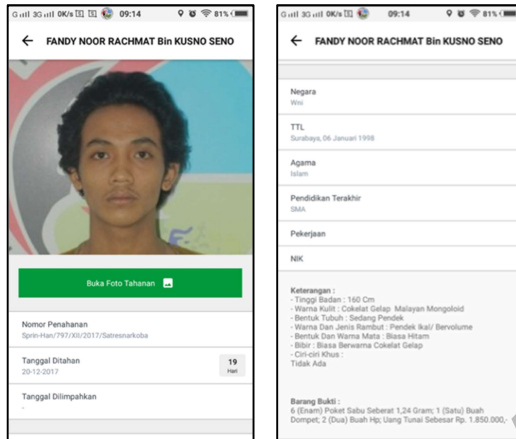 3G 0K/s 09:14 81%
FANDY NOOR RACHMAT Bin KUSNO SENO
Buka Foto Tahanan
Nomor Penahanan
Sprin-Han/797/XII/2017/Satresnarkoba
Tanggal Ditahan
20-12-2017
19
Hari
Tanggal Dilimpahkan
-
3G 0K/s 09:14 81%
FANDY NOOR RACHMAT Bin KUSNO SENO
Negara
Wni
TTL
Surabaya, 06 Januari 1998
Agama
Islam
Pendidikan Terakhir
SMA
Pekerjaan
NIK
Keterangan :
- Tinggi Badan : 160 Cm
- Warna Kulit : Cokelat Gelap Malayan Mongoloid
- Bentuk Tubuh : Sedang Pendek
- Warna Dan Jenis Rambut : Pendek Ikal/ Bervolume
- Bentuk Dan Warna Mata : Biasa Hitam
- Bibir : Biasa Berwarna Cokelat Gelap
- Ciri-ciri Khus :
Tidak Ada
Barang Bukti :
6 (Enam) Poket Sabu Seberat 1,24 Gram; 1 (Satu) Buah
Dompet; 2 (Dua) Buah Hp; Uang Tunai Sebesar Rp. 1.850.000,-